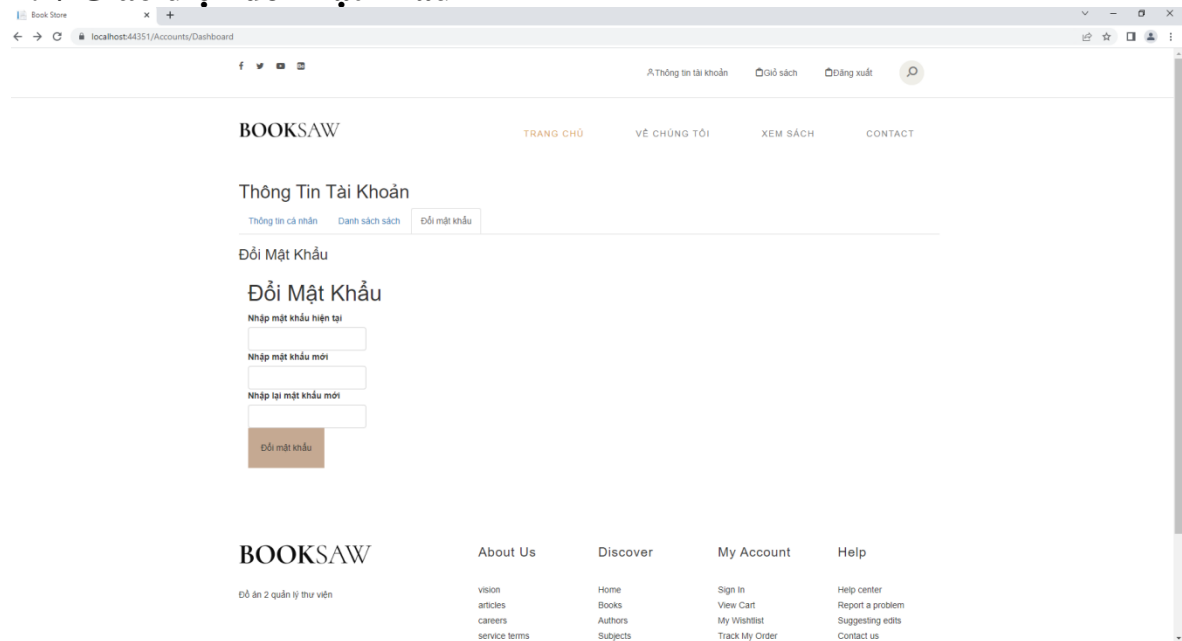 Book Store
localhost:44351/Accounts/Dashboard
Thông tin tài khoản Giỏ sách Đăng xuất
BOOKSAW TRANG CHỦ VỀ CHÚNG TÔI XEM SÁCH CONTACT
Thông Tin Tài Khoản
Thông tin cá nhân Danh sách sách Đổi mật khẩu
Đổi Mật Khẩu
Đổi Mật Khẩu
Nhập mật khẩu hiện tại
Nhập mật khẩu mới
Nhập lại mật khẩu mới
Đổi mật khẩu
BOOKSAW About Us Discover My Account Help
Đồ án 2 quản lý thư viện
vision Home Sign In Help center
articles Books View Cart Report a problem
careers Authors My Wishtlist Suggesting edits
service terms Subjects Track My Order Contact us